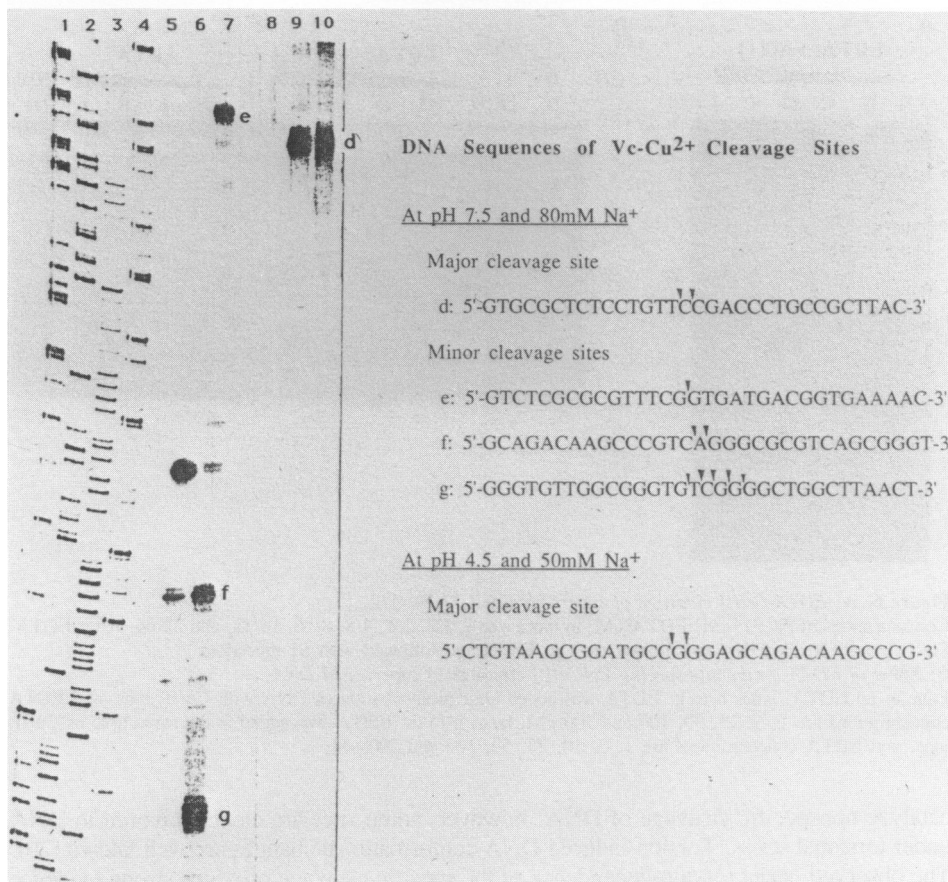 1 2 3 4 5 6 7 8 9 10
e
d
f
g
DNA Sequences of Vc-Cu2+ Cleavage Sites
At pH 7.5 and 80mM Na+
Major cleavage site
d: 5'-GTGCGCTCTCCTGTTCCGACCCTGCCGCTTAC-3'
Minor cleavage sites
e: 5'-GTCTCGCGCGTTTCGGTGATGACGGTGAAAAC-3'
f: 5'-GCAGACAAGCCCGTCAGGGCGCGTCAGCGGGT-3'
g: 5'-GGGTGTTGGCGGGTGTCGGGGCTGGCTTAACT-3'
At pH 4.5 and 50mM Na+
Major cleavage site
5'-CTGTAAGCGGATGCCGGGAGCAGACAAGCCCG-3'